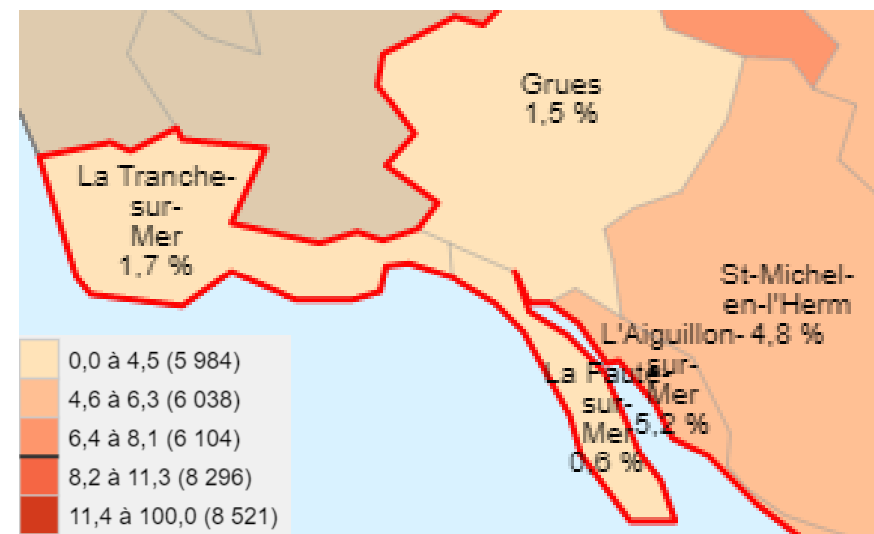 Grues
1,5 %
La Tranche-
sur-
Mer
1,7 %
St-Michel-
en-l'Herm
4,8 %
L'Aiguillon-
sur-
Mer
5,2 %
La Faute-
sur-
Mer
0,6 %
0,0 à 4,5 (5 984)
4,6 à 6,3 (6 038)
6,4 à 8,1 (6 104)
8,2 à 11,3 (8 296)
11,4 à 100,0 (8 521)